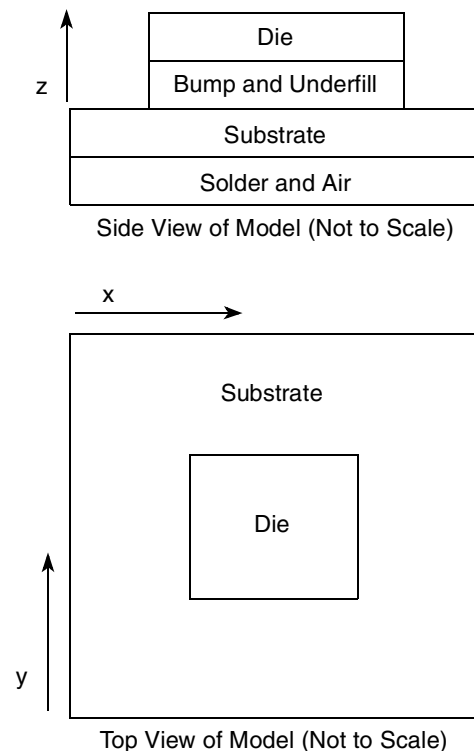 Die
z
Bump and Underfill
Substrate
Solder and Air
Side View of Model (Not to Scale)
x
Substrate
Die
y
Top View of Model (Not to Scale)